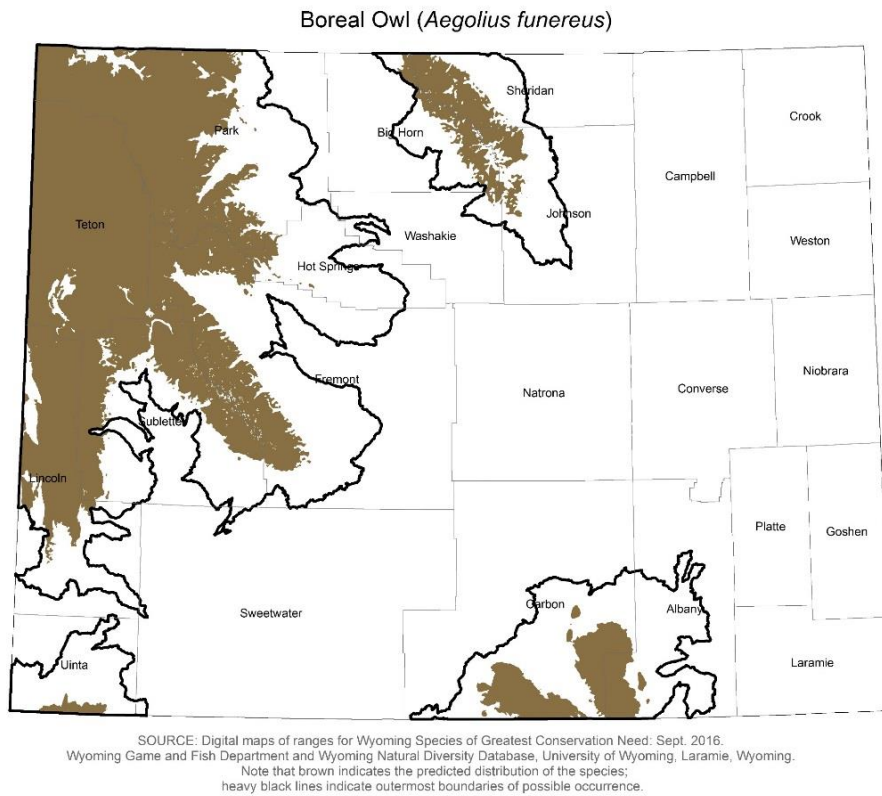 Boreal Owl (Aegolius funereus)
Sheridan
Park
Big Horn
Crook
Campbell
Teton
Johnson
Washakie
Weston
Hot Springs
Fremont
Niobrara
Natrona
Converse
Sublette
Lincoln
Platte
Goshen
Carbon
Albany
Sweetwater
Uinta
Laramie
SOURCE: Digital maps of ranges for Wyoming Species of Greatest Conservation Need: Sept. 2016.
Wyoming Game and Fish Department and Wyoming Natural Diversity Database, University of Wyoming, Laramie, Wyoming.
Note that brown indicates the predicted distribution of the species;
heavy black lines indicate outermost boundaries of possible occurrence.